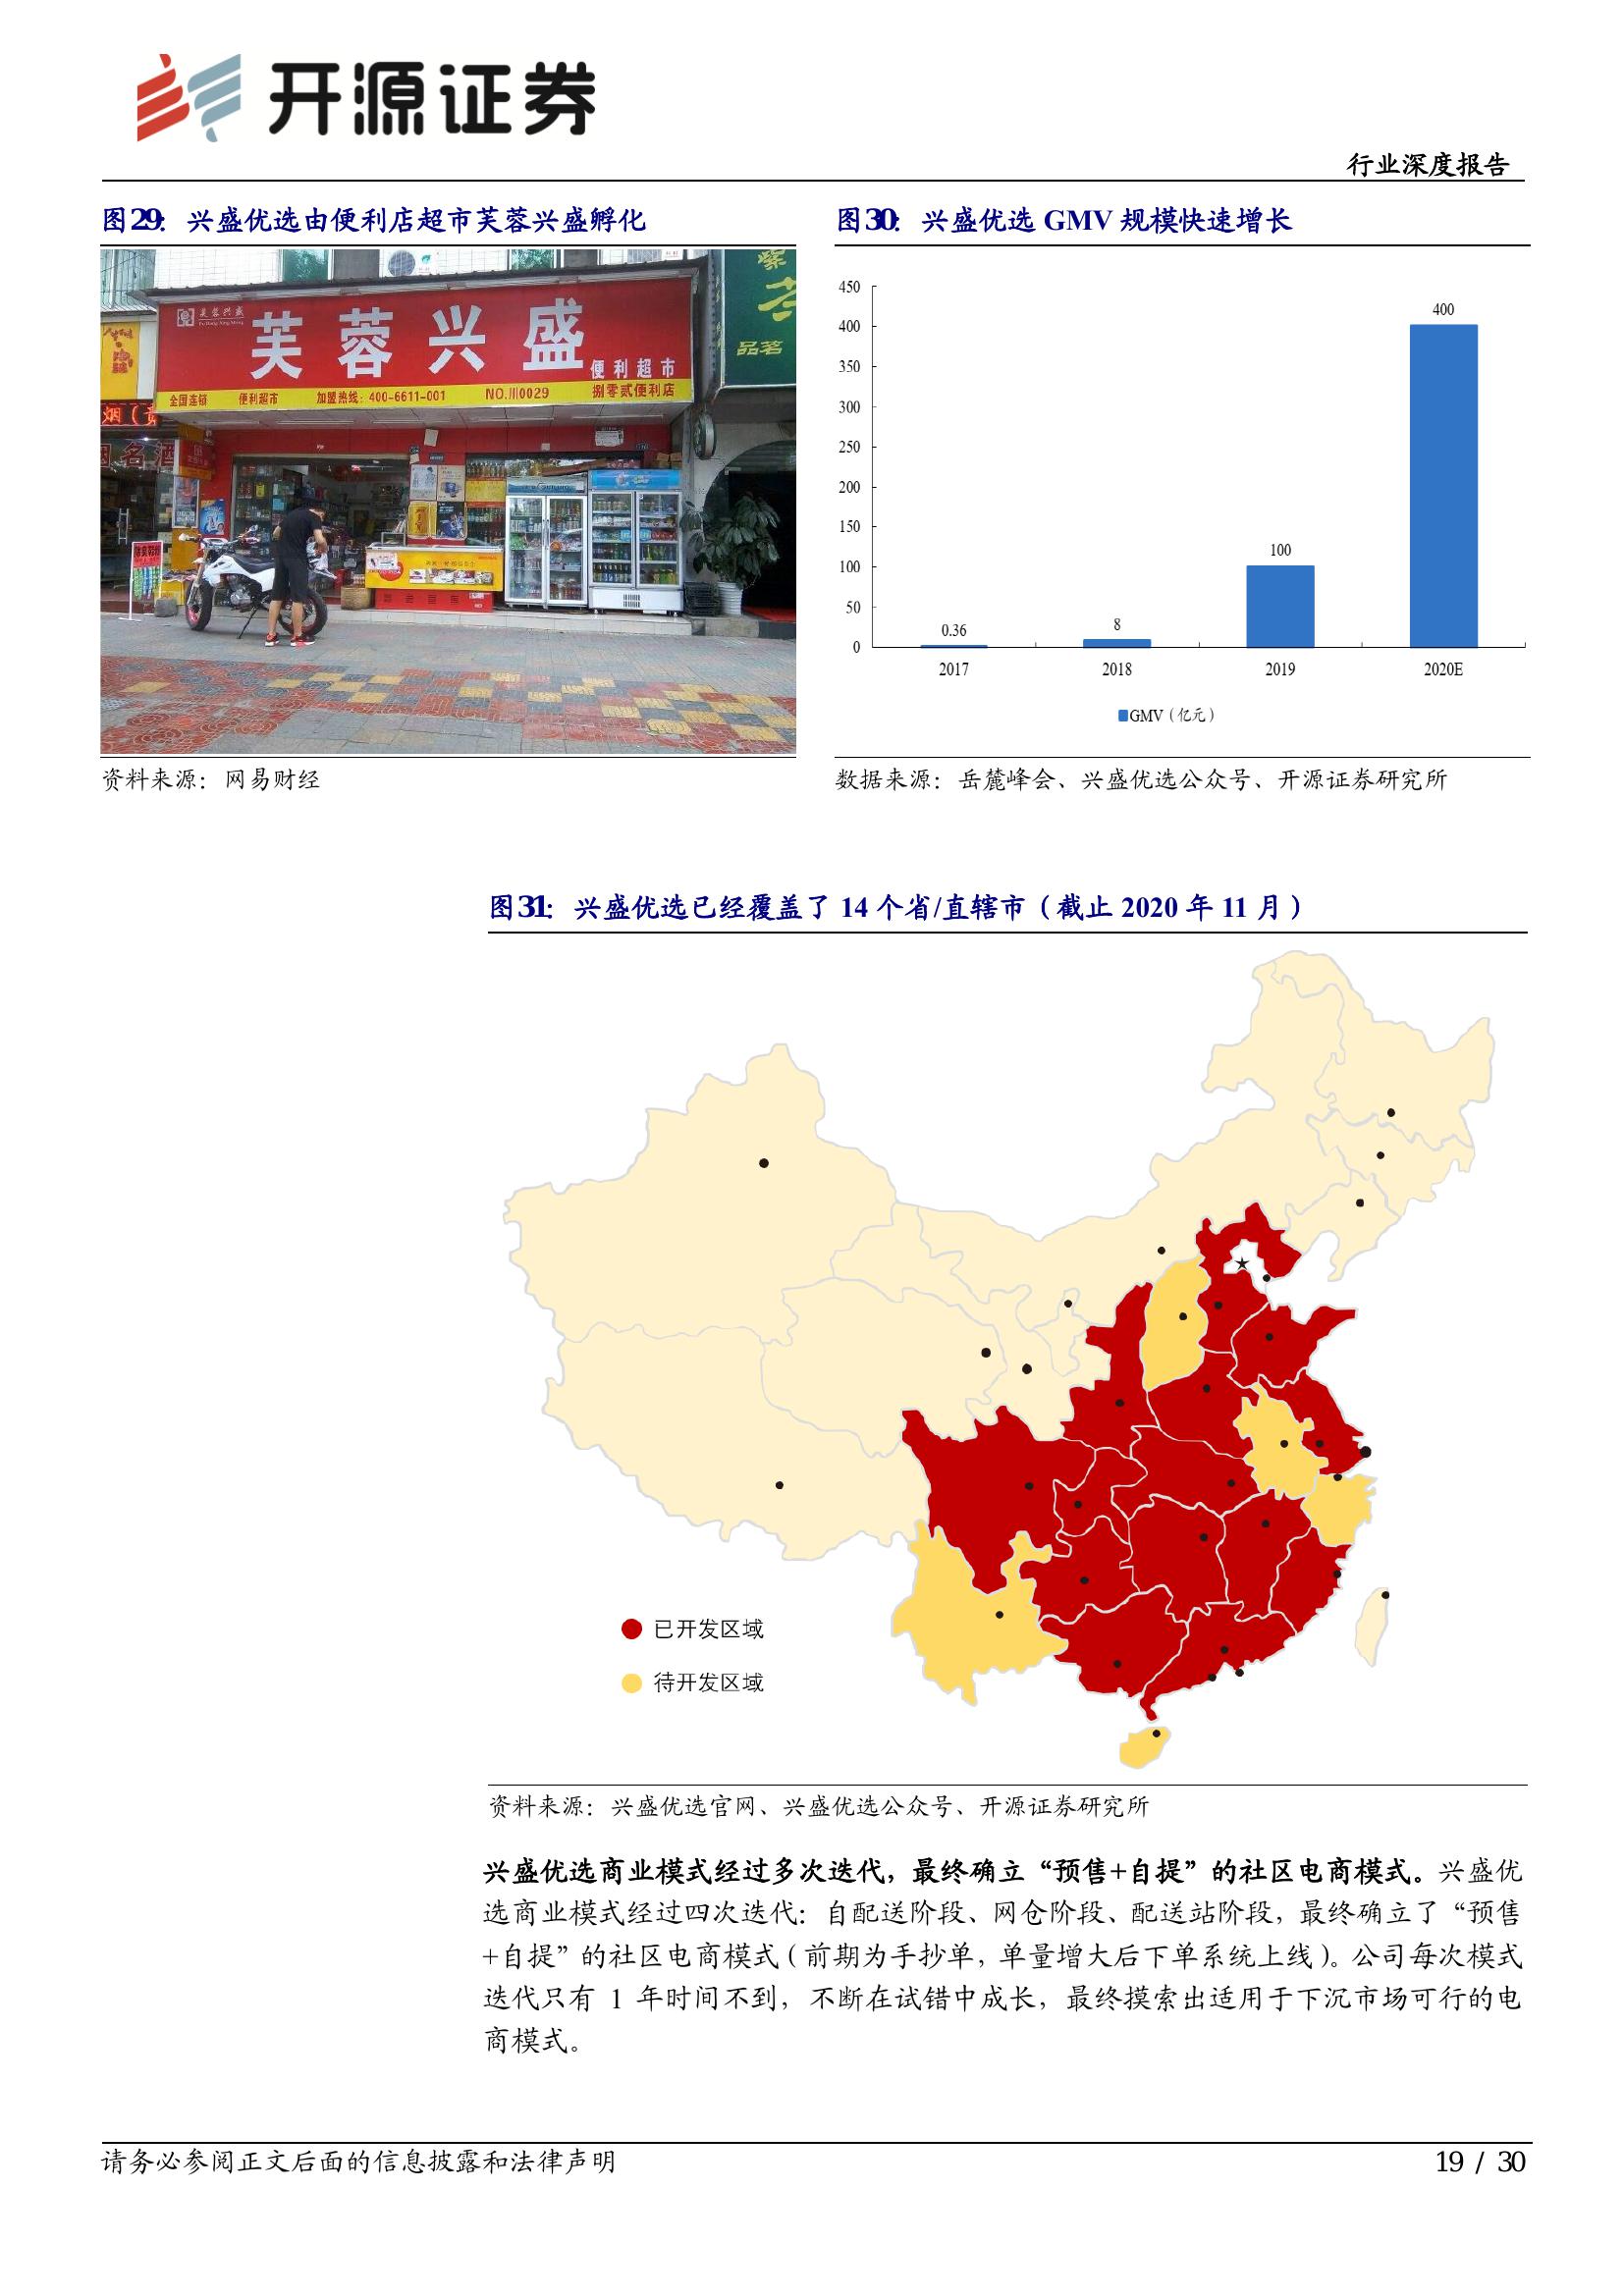 开源证券
行业深度报告
图29： 兴盛优选由便利店超市芙蓉兴盛孵化
芙蓉兴盛
芙蓉兴盛
便利超市
全国连锁 便利超市 加盟热线：400-6611-001 NO.川0029 捌零贰便利店
品茗
烟
名酒
资料来源：网易财经
图30： 兴盛优选 GMV 规模快速增长
450
400
350
300
250
200
150
100
50
0
0.36
8
100
400
2017 2018 2019 2020E
GMV（亿元）
数据来源：岳麓峰会、兴盛优选公众号、开源证券研究所
图31： 兴盛优选已经覆盖了 14 个省/直辖市（截止 2020 年 11 月）
已开发区域
待开发区域
资料来源：兴盛优选官网、兴盛优选公众号、开源证券研究所
兴盛优选商业模式经过多次迭代，最终确立“预售+自提”的社区电商模式。兴盛优
选商业模式经过四次迭代：自配送阶段、网仓阶段、配送站阶段，最终确立了“预售
+自提”的社区电商模式（前期为手抄单，单量增大后下单系统上线）。公司每次模式
迭代只有 1 年时间不到，不断在试错中成长，最终摸索出适用于下沉市场可行的电
商模式。
请务必参阅正文后面的信息披露和法律声明
19 / 30